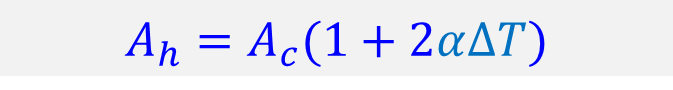 A_h = A_c(1 + 2αΔT)